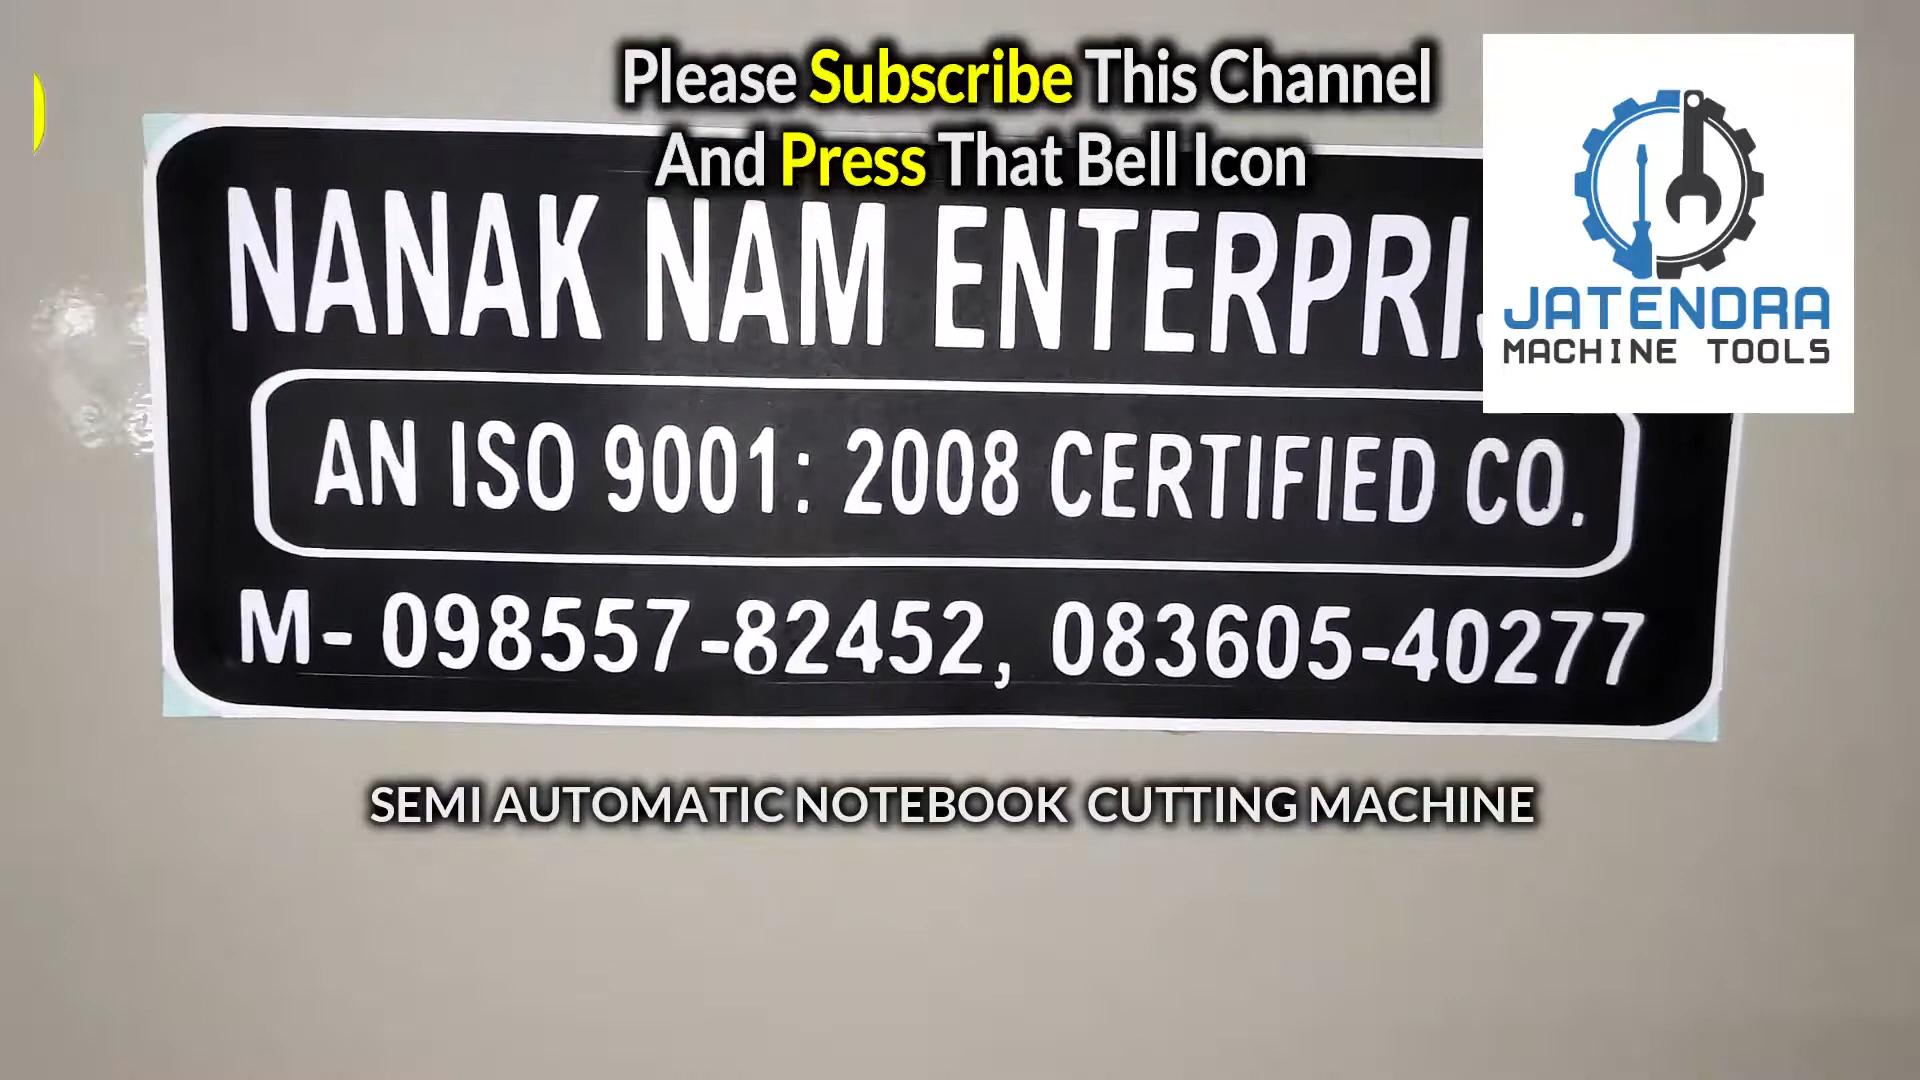 Please Subscribe This Channel
And Press That Bell Icon
NANAK NAM
JATENDRA
MACHINE TOOLS
AN ISO 9001: 2008 CERTIFIED CO.
M- 098557-82452, 083605-40277
SEMI AUTOMATIC NOTEBOOK CUTTING MACHINE